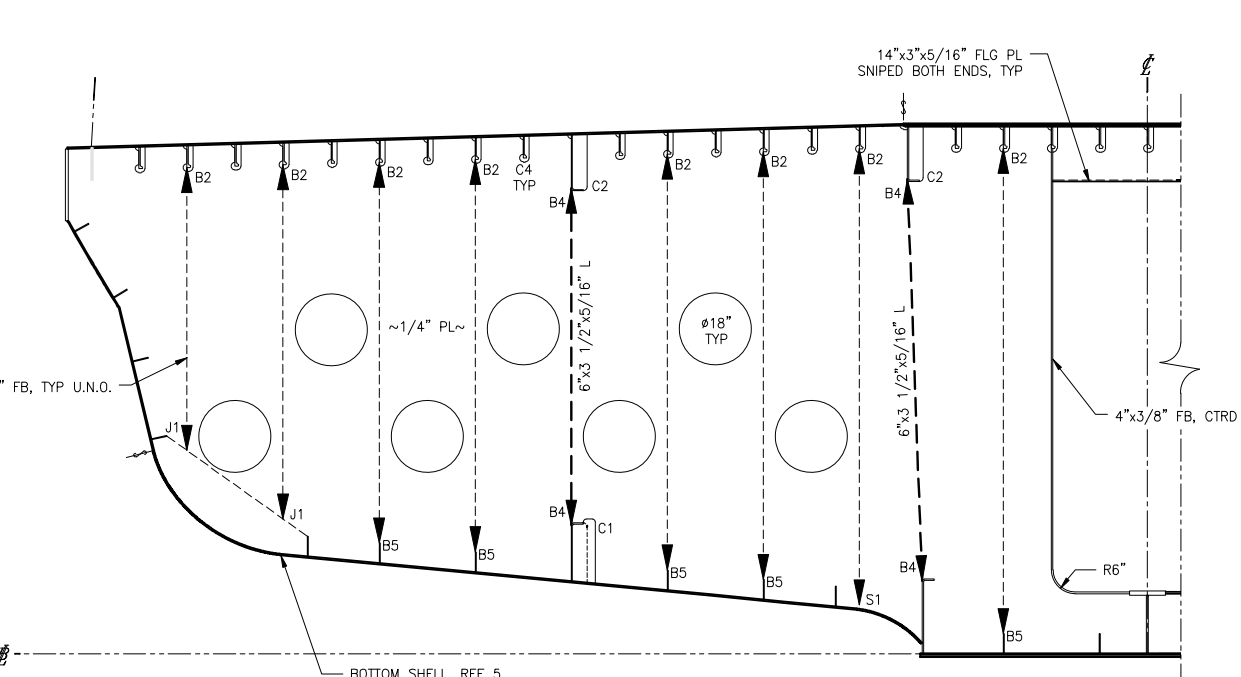 14"x3"x5/16" FLG PL
SNIPED BOTH ENDS, TYP
B2
B2
B2
B2
C4
TYP
C2
B4
B2
B2
B2
C2
B4
B2
6"x3 1/2"x5/16" L
6"x3 1/2"x5/16" L
~1/4" PL~
ø18"
TYP
" FB, TYP U.N.O.
4"x3/8" FB, CTRD
J1
J1
B4
C1
B5
B5
B5
B5
B4
R6"
S1
B5
BOTTOM SHELL, REF 5